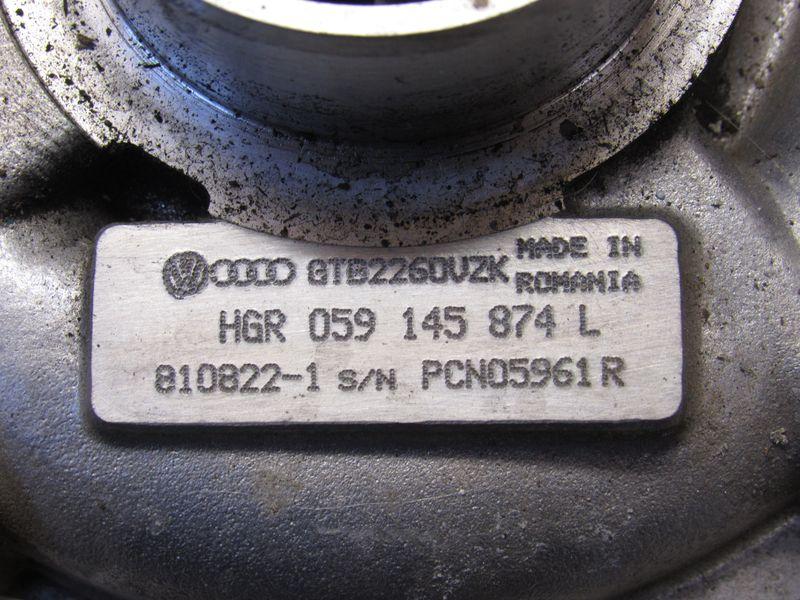 GTB2260VZK MADE IN ROMANIA
HGR 059 145 874 L
810822-1 S/N PCN05961R